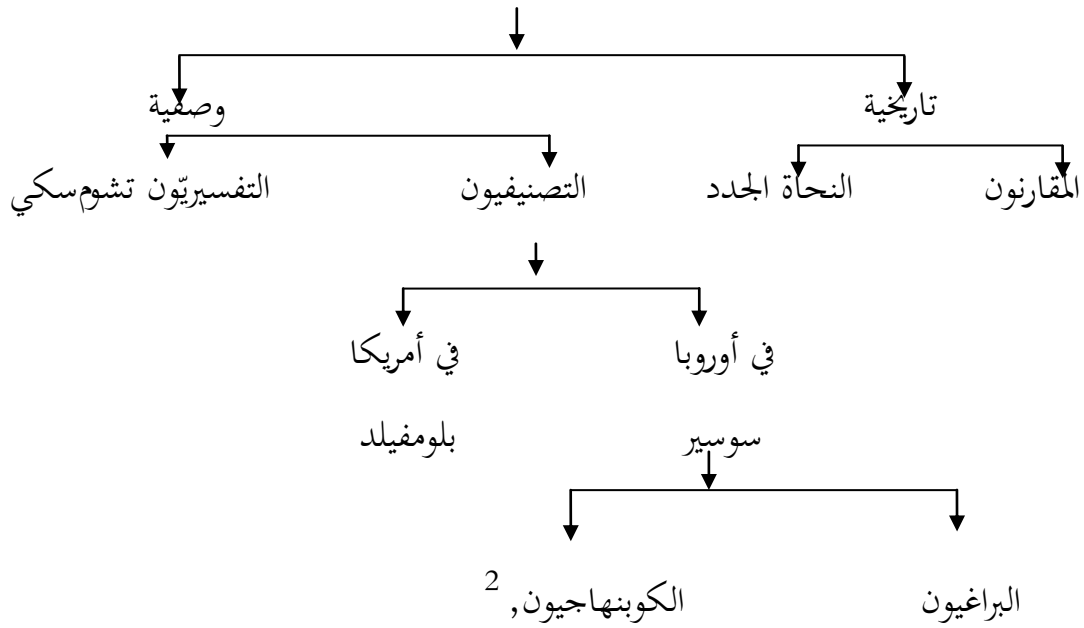 تاريخية وصفية
المقارنون النحاة الجدد التصنيفيون التفسيريّون تشومسكي
في أوروبا في أمريكا
سوسير بلومفيلد
البراغيون الكوبنهاجيون, 2